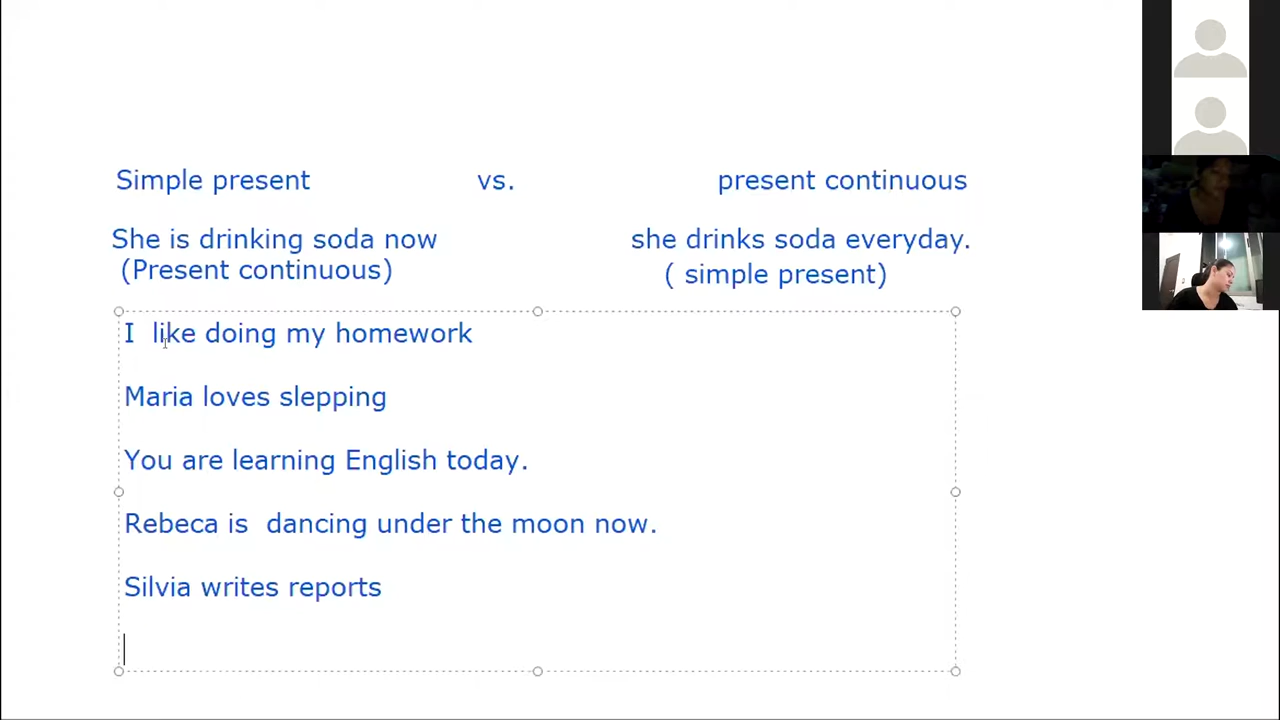 Simple present vs. present continuous
She is drinking soda now she drinks soda everyday.
(Present continuous) ( simple present)
I like doing my homework
Maria loves slepping
You are learning English today.
Rebeca is dancing under the moon now.
Silvia writes reports